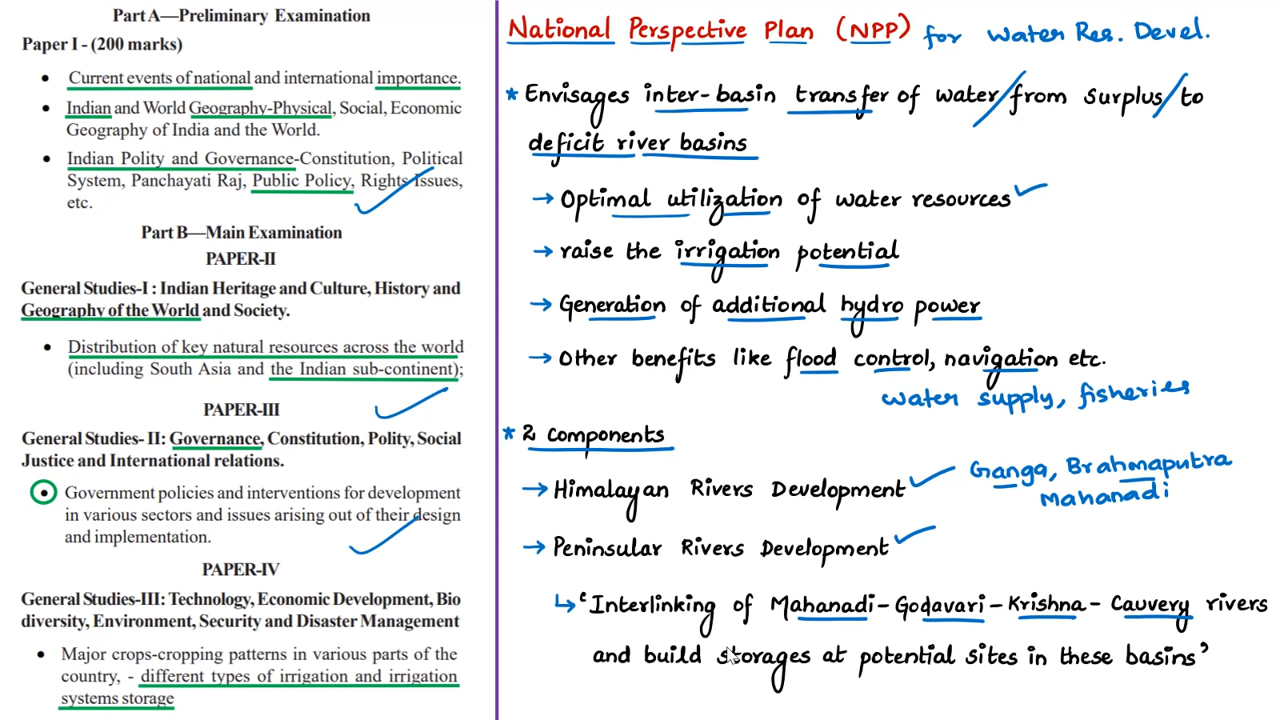 Part A—Preliminary Examination
Paper I - (200 marks)
• Current events of national and international importance.
• Indian and World Geography-Physical, Social, Economic
Geography of India and the World.
• Indian Polity and Governance-Constitution, Political
System, Panchayati Raj, Public Policy, Rights Issues,
etc.
Part B—Main Examination
PAPER-II
General Studies-I : Indian Heritage and Culture, History and
Geography of the World and Society.
• Distribution of key natural resources across the world
(including South Asia and the Indian sub-continent);
PAPER-III
General Studies- II: Governance, Constitution, Polity, Social
Justice and International relations.
• Government policies and interventions for development
in various sectors and issues arising out of their design
and implementation.
PAPER-IV
General Studies-III: Technology, Economic Development, Bio
diversity, Environment, Security and Disaster Management
• Major crops-cropping patterns in various parts of the
country, - different types of irrigation and irrigation
systems storage
National Perspective Plan (NPP) for Water Res. Devel.
* Envisages inter-basin transfer of water/from surplus/to
deficit river basins
→ Optimal utilization of water resources
→ raise the irrigation potential
→ Generation of additional hydro power
→ Other benefits like flood control, navigation etc.
water supply, fisheries
* 2 components
→ Himalayan Rivers Development
Ganga, Brahmaputra
Mahanadi
→ Peninsular Rivers Development
↳ ‘Interlinking of Mahanadi-Godavari-Krishna-Cauvery rivers
and build storages at potential sites in these basins’